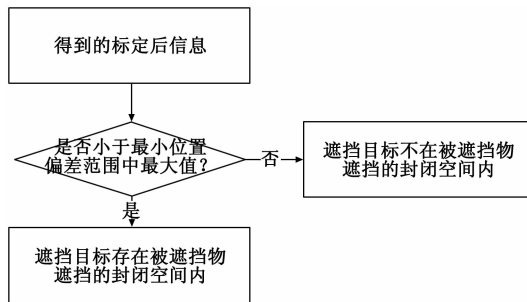 得到的标定后信息
是否小于最小位置
偏差范围中最大值?
否
遮挡目标不在被遮挡物
遮挡的封闭空间内
是
遮挡目标存在被遮挡物
遮挡的封闭空间内